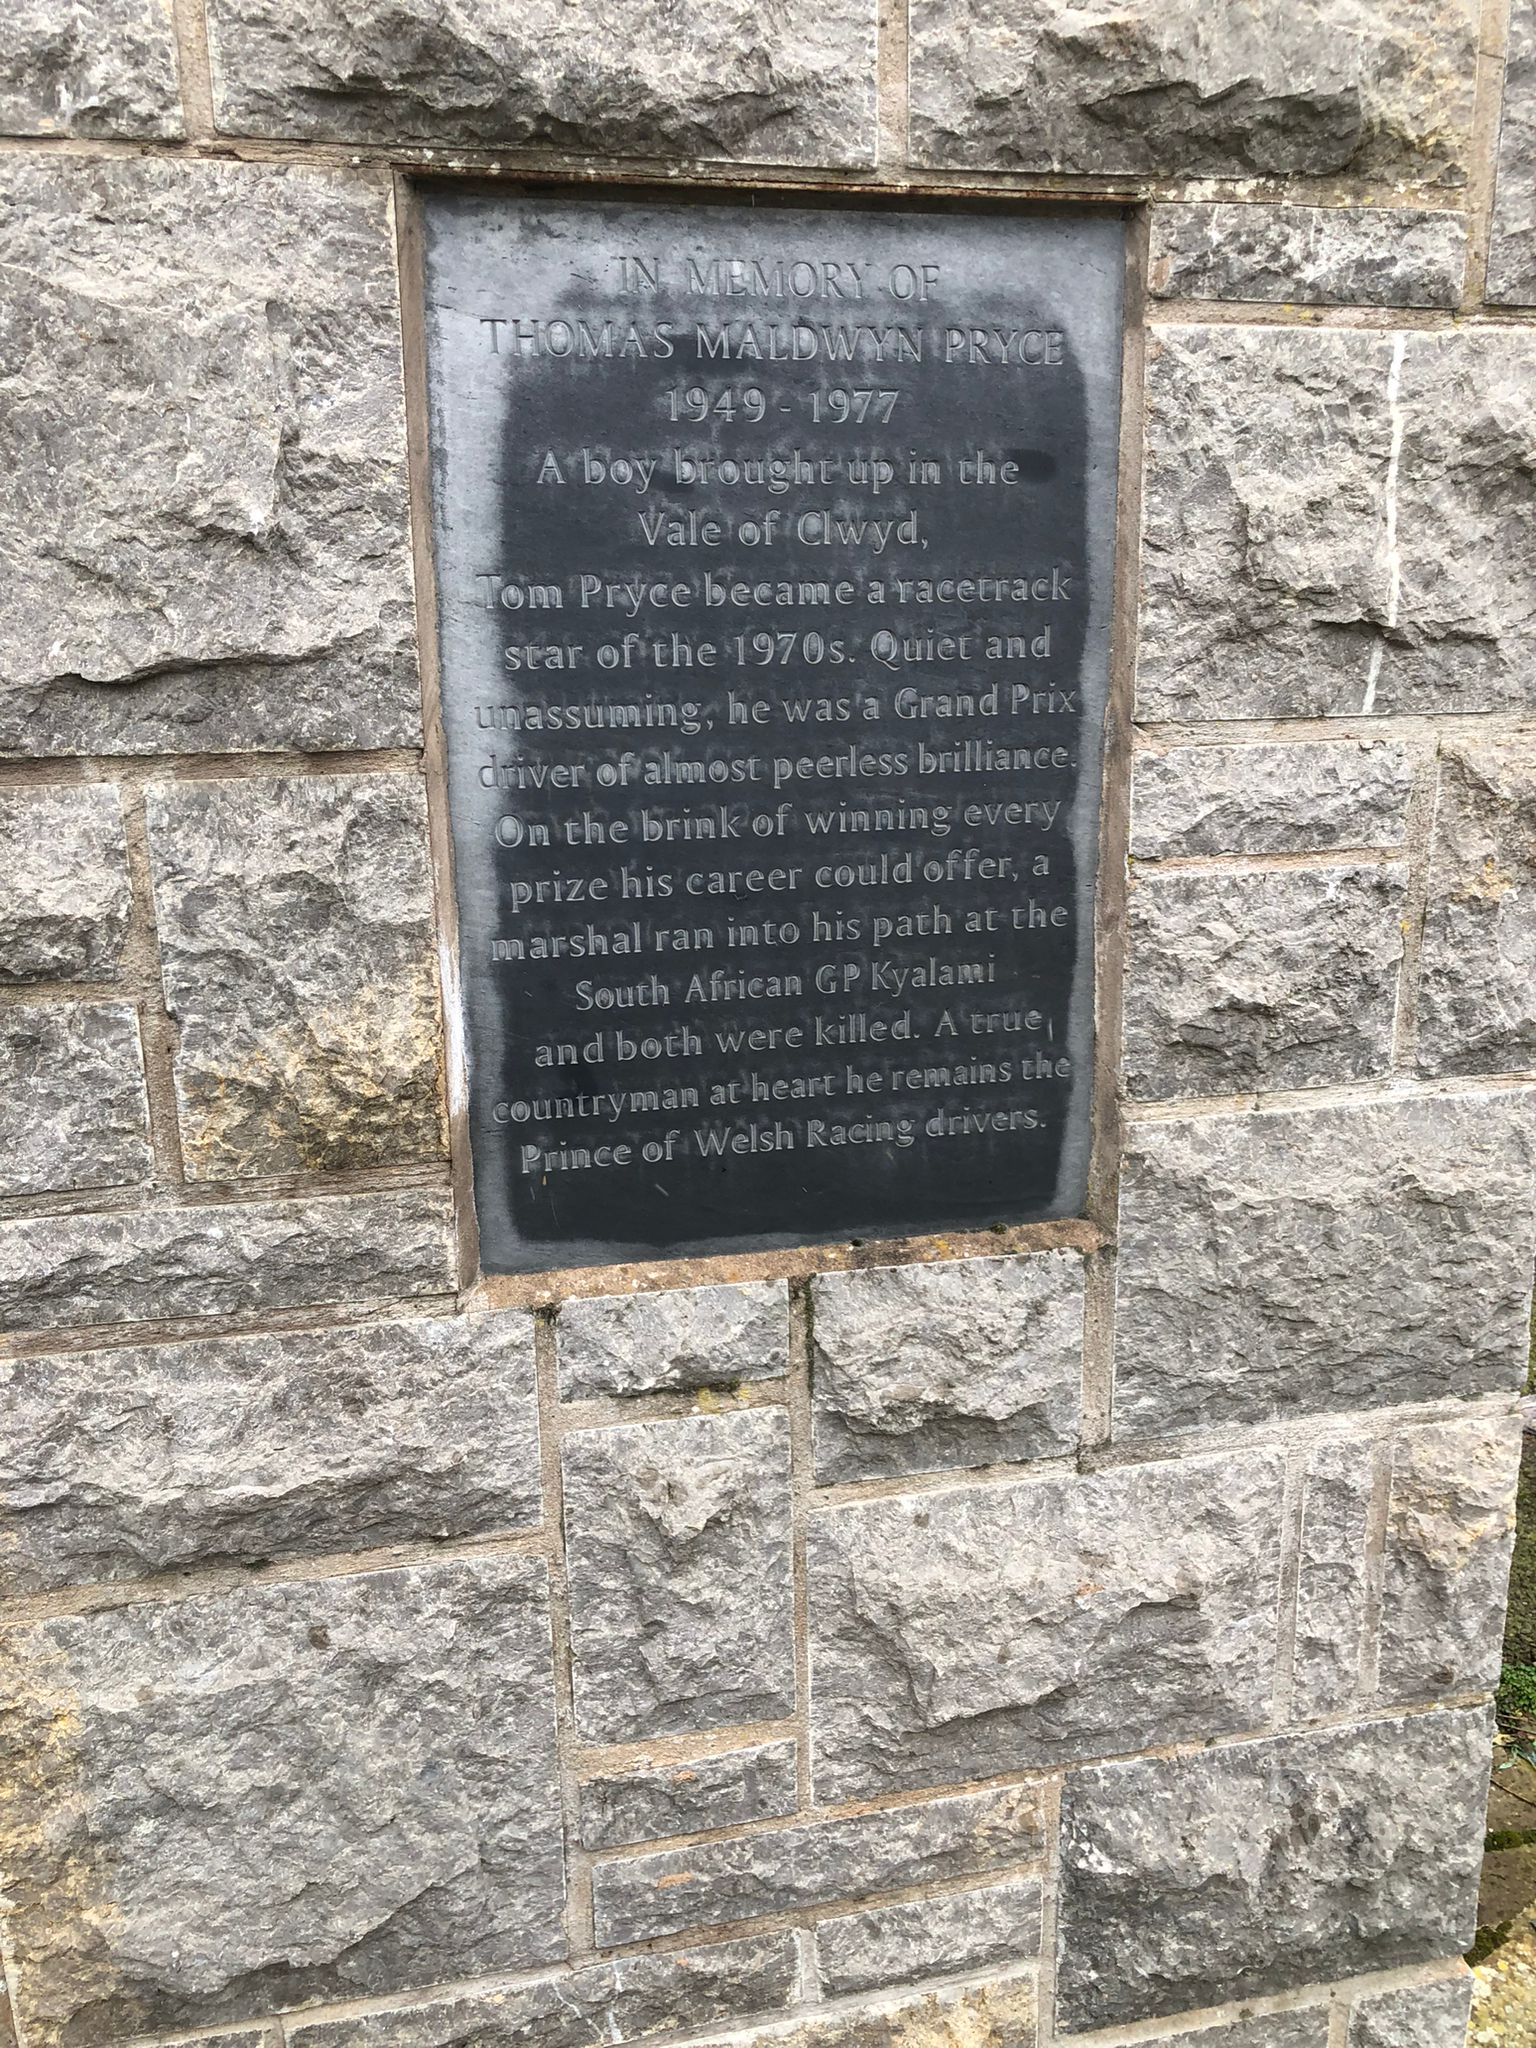 IN MEMORY OF
THOMAS MALDWYN PRYCE
1949 - 1977
A boy brought up in the
Vale of Clwyd,
Tom Pryce became a racetrack
star of the 1970s. Quiet and
unassuming, he was a Grand Prix
driver of almost peerless brilliance.
On the brink of winning every
prize his career could offer, a
marshal ran into his path at the
South African GP Kyalami
and both were killed. A true
countryman at heart he remains the
Prince of Welsh Racing drivers.